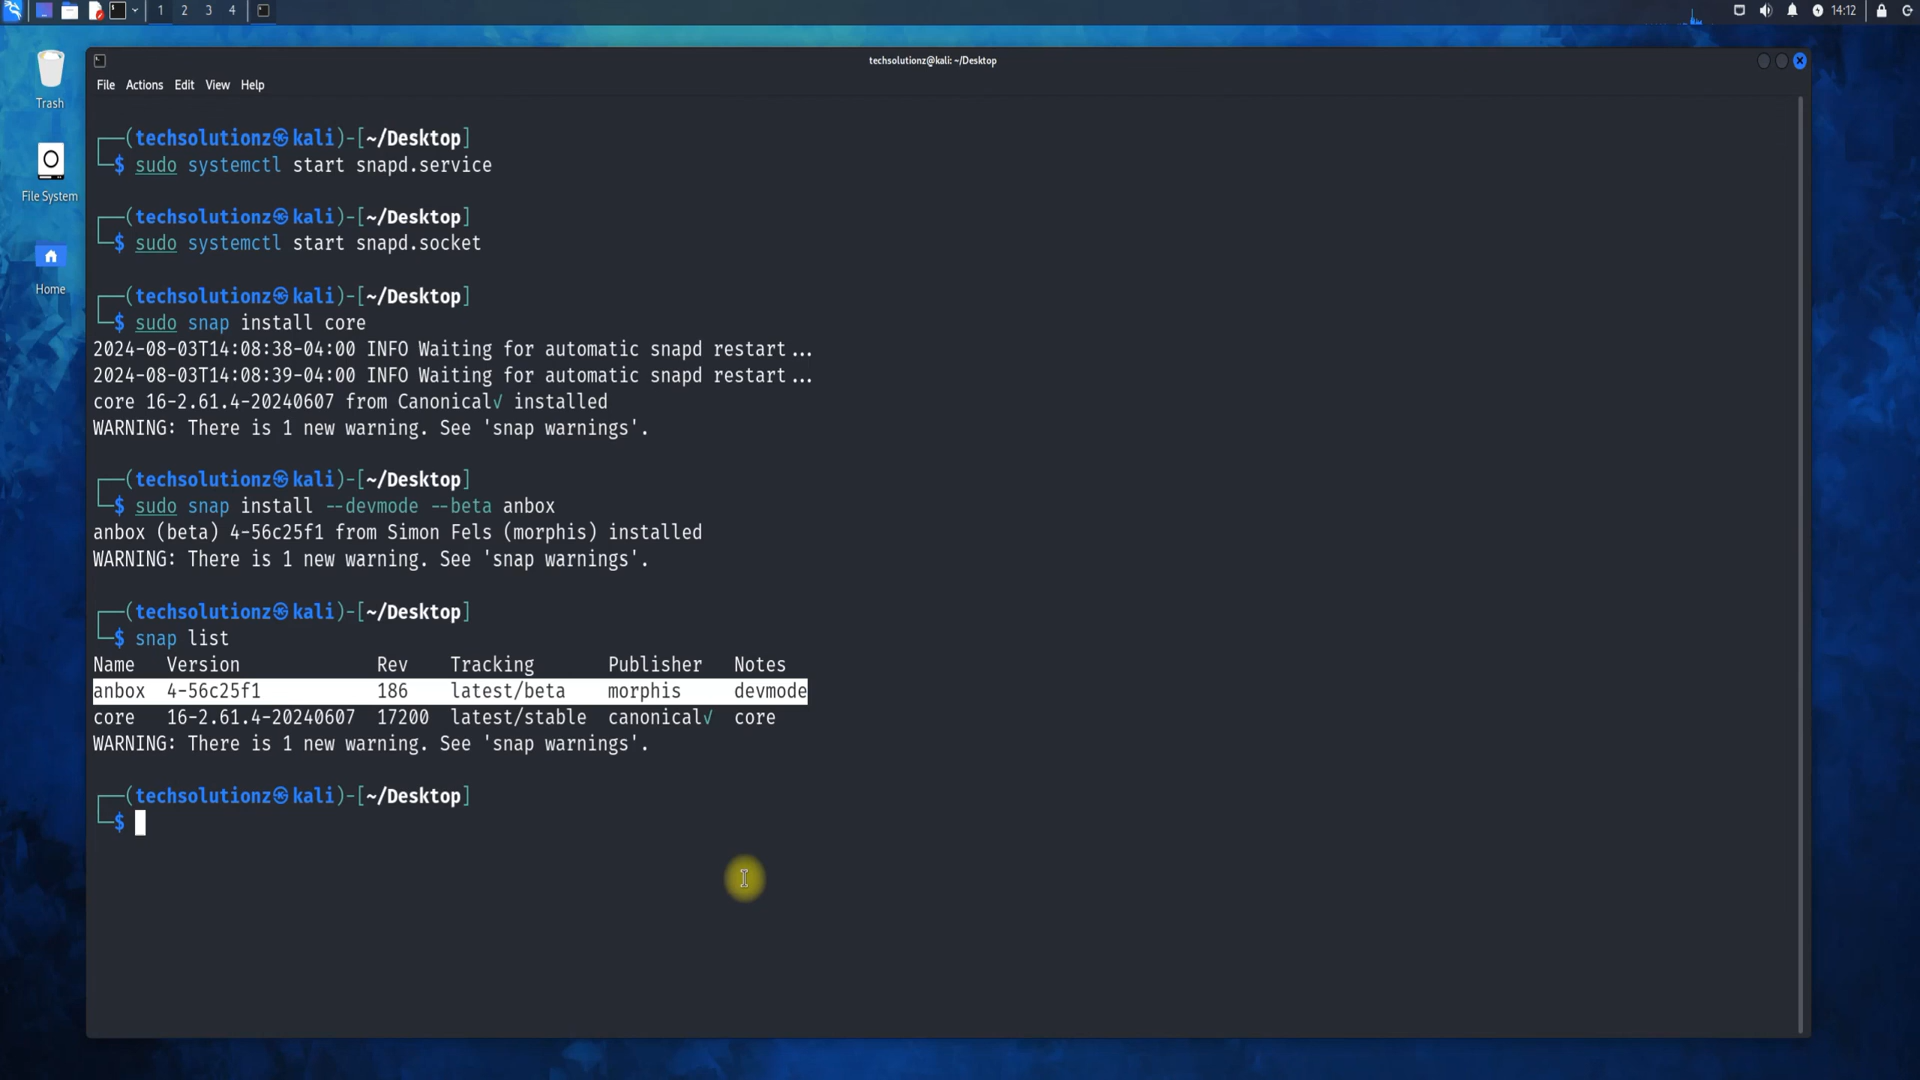 1 2 3 4
14:12
Trash
File System
Home
techsolutionz@kali: ~/Desktop
File Actions Edit View Help
┌──(techsolutionz㉿kali)-[~/Desktop]
└─$ sudo systemctl start snapd.service
┌──(techsolutionz㉿kali)-[~/Desktop]
└─$ sudo systemctl start snapd.socket
┌──(techsolutionz㉿kali)-[~/Desktop]
└─$ sudo snap install core
2024-08-03T14:08:38-04:00 INFO Waiting for automatic snapd restart...
2024-08-03T14:08:39-04:00 INFO Waiting for automatic snapd restart...
core 16-2.61.4-20240607 from Canonical✓ installed
WARNING: There is 1 new warning. See 'snap warnings'.
┌──(techsolutionz㉿kali)-[~/Desktop]
└─$ sudo snap install --devmode --beta anbox
anbox (beta) 4-56c25f1 from Simon Fels (morphis) installed
WARNING: There is 1 new warning. See 'snap warnings'.
┌──(techsolutionz㉿kali)-[~/Desktop]
└─$ snap list
Name Version Rev Tracking Publisher Notes
anbox 4-56c25f1 186 latest/beta morphis devmode
core 16-2.61.4-20240607 17200 latest/stable canonical✓ core
WARNING: There is 1 new warning. See 'snap warnings'.
┌──(techsolutionz㉿kali)-[~/Desktop]
└─$